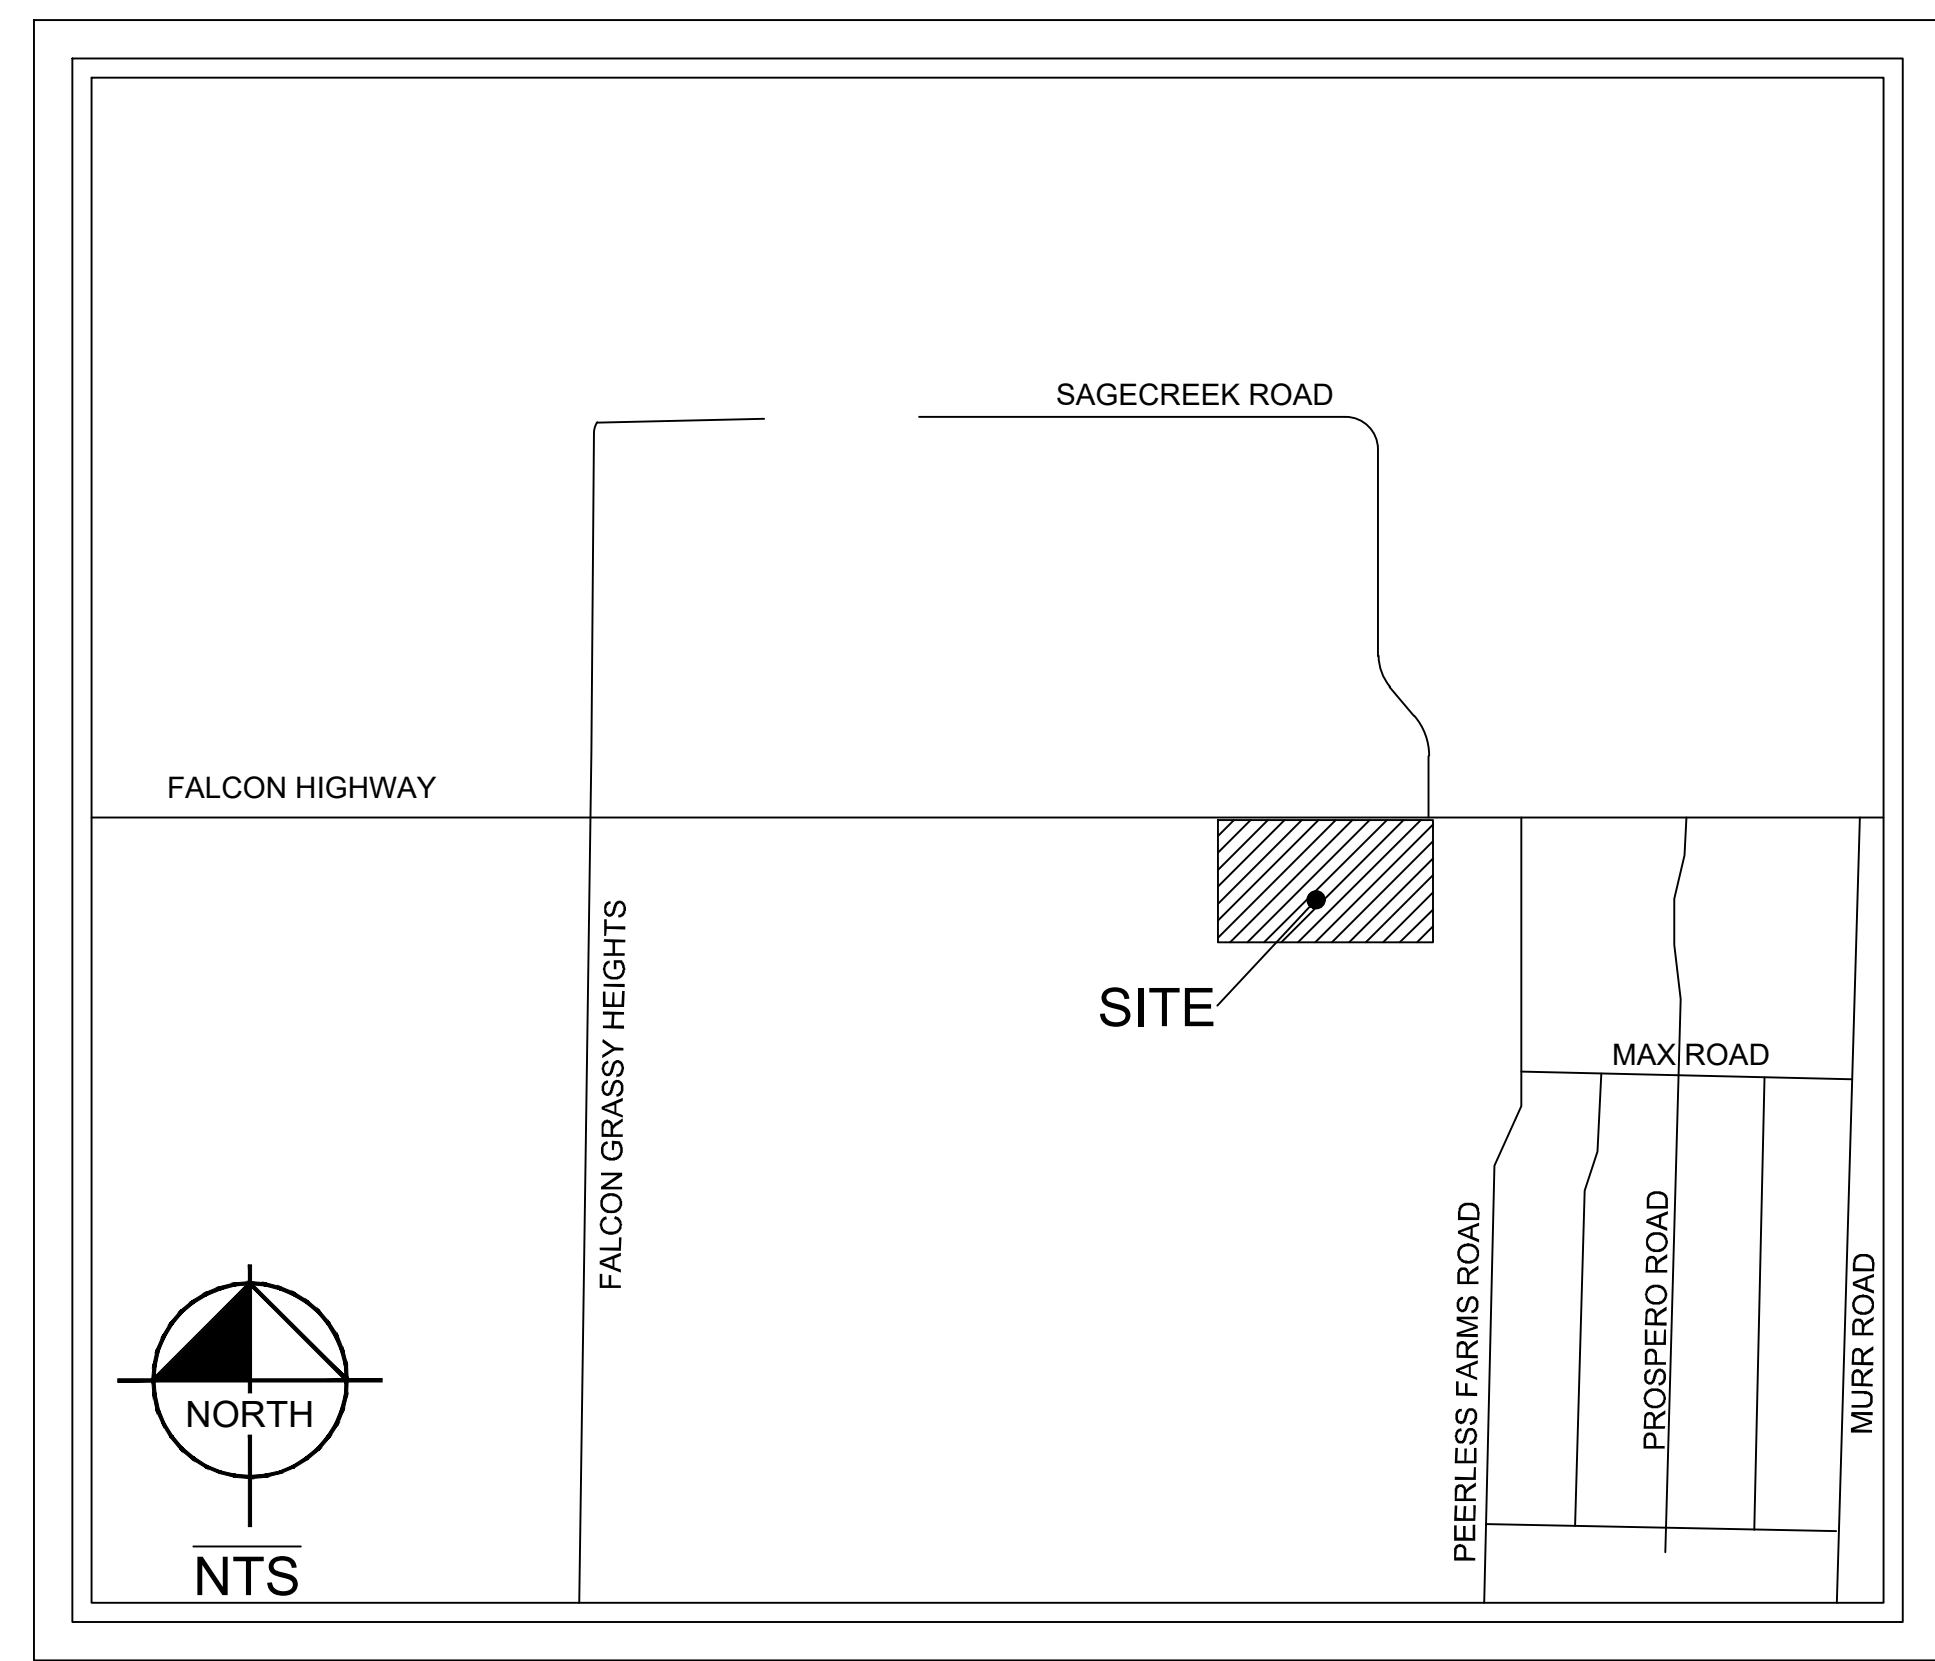 SAGECREEK ROAD
FALCON HIGHWAY
FALCON GRASSY HEIGHTS
SITE
MAX ROAD
PEERLESS FARMS ROAD
PROSPERO ROAD
MURR ROAD
NORTH
NTS